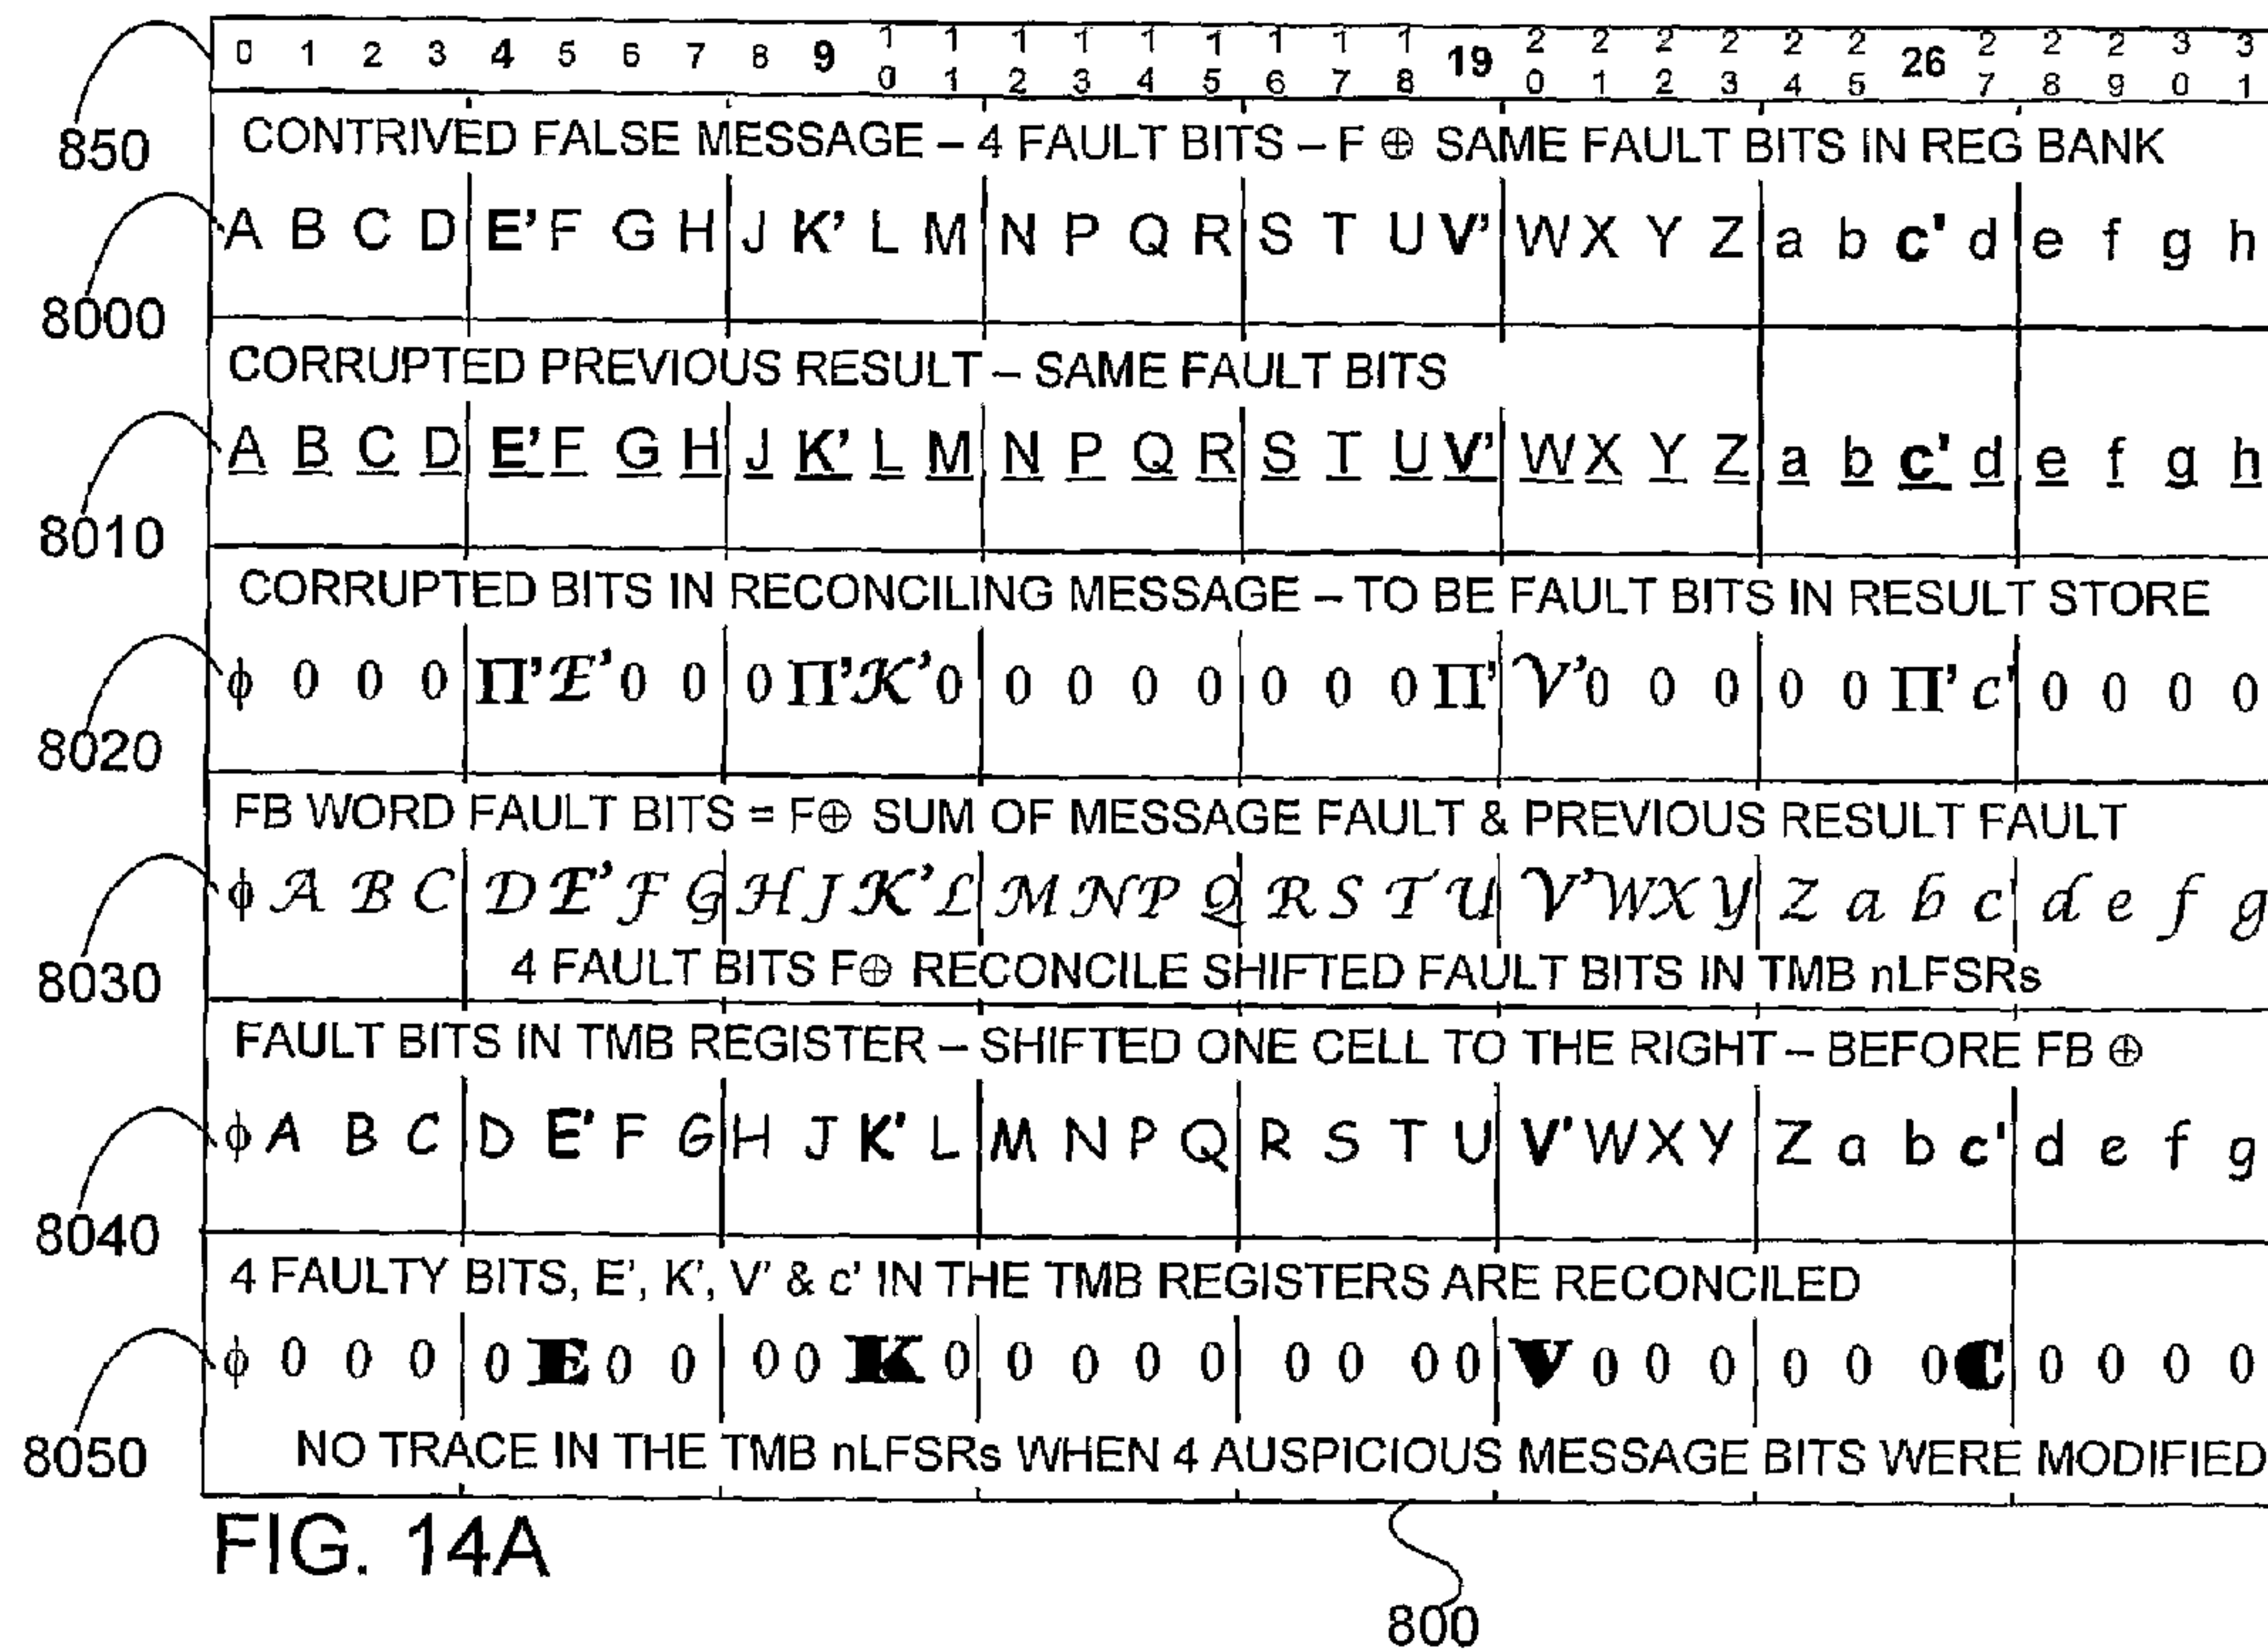 0 1 2 3 4 5 6 7 8 9 10 11 12 13 14 15 16 17 18 19 20 21 22 23 24 25 26 27 28 29 30 31
850
CONTRIVED FALSE MESSAGE – 4 FAULT BITS – F ⊕ SAME FAULT BITS IN REG BANK
A B C D E' F G H J K' L M N P Q R S T U V' W X Y Z a b c' d e f g h
8000
CORRUPTED PREVIOUS RESULT – SAME FAULT BITS
A B C D E' F G H J K' L M N P Q R S T U V' W X Y Z a b c' d e f g h
8010
CORRUPTED BITS IN RECONCILING MESSAGE – TO BE FAULT BITS IN RESULT STORE
ϕ 0 0 0 Π' E' 0 0 0 Π' K' 0 0 0 0 0 0 0 0 Π' V' 0 0 0 0 0 Π' c' 0 0 0 0
8020
FB WORD FAULT BITS = F⊕ SUM OF MESSAGE FAULT & PREVIOUS RESULT FAULT
ϕ A B C D E' F G H J K' L M N P Q R S T U V' W X Y Z a b c' d e f g
4 FAULT BITS F⊕ RECONCILE SHIFTED FAULT BITS IN TMB nLFSRs
8030
FAULT BITS IN TMB REGISTER – SHIFTED ONE CELL TO THE RIGHT – BEFORE FB ⊕
ϕ A B C D E' F G H J K' L M N P Q R S T U V' W X Y Z a b c' d e f g
8040
4 FAULTY BITS, E', K', V' & c' IN THE TMB REGISTERS ARE RECONCILED
ϕ 0 0 0 0 E 0 0 0 0 K 0 0 0 0 0 0 0 0 0 V 0 0 0 0 0 0 C 0 0 0 0
8050
NO TRACE IN THE TMB nLFSRs WHEN 4 AUSPICIOUS MESSAGE BITS WERE MODIFIED
FIG. 14A
800